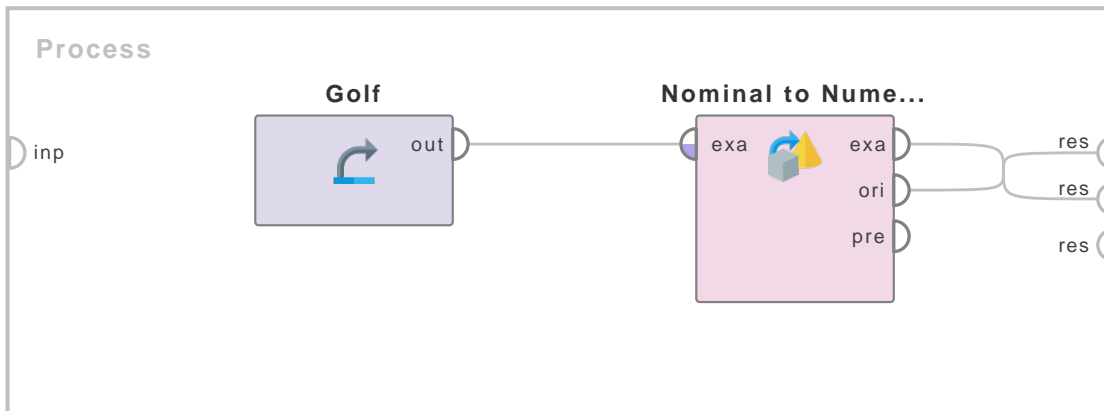 Process
Golf
Nominal to Nume...
inp
out
exa
exa
res
ori
res
pre
res